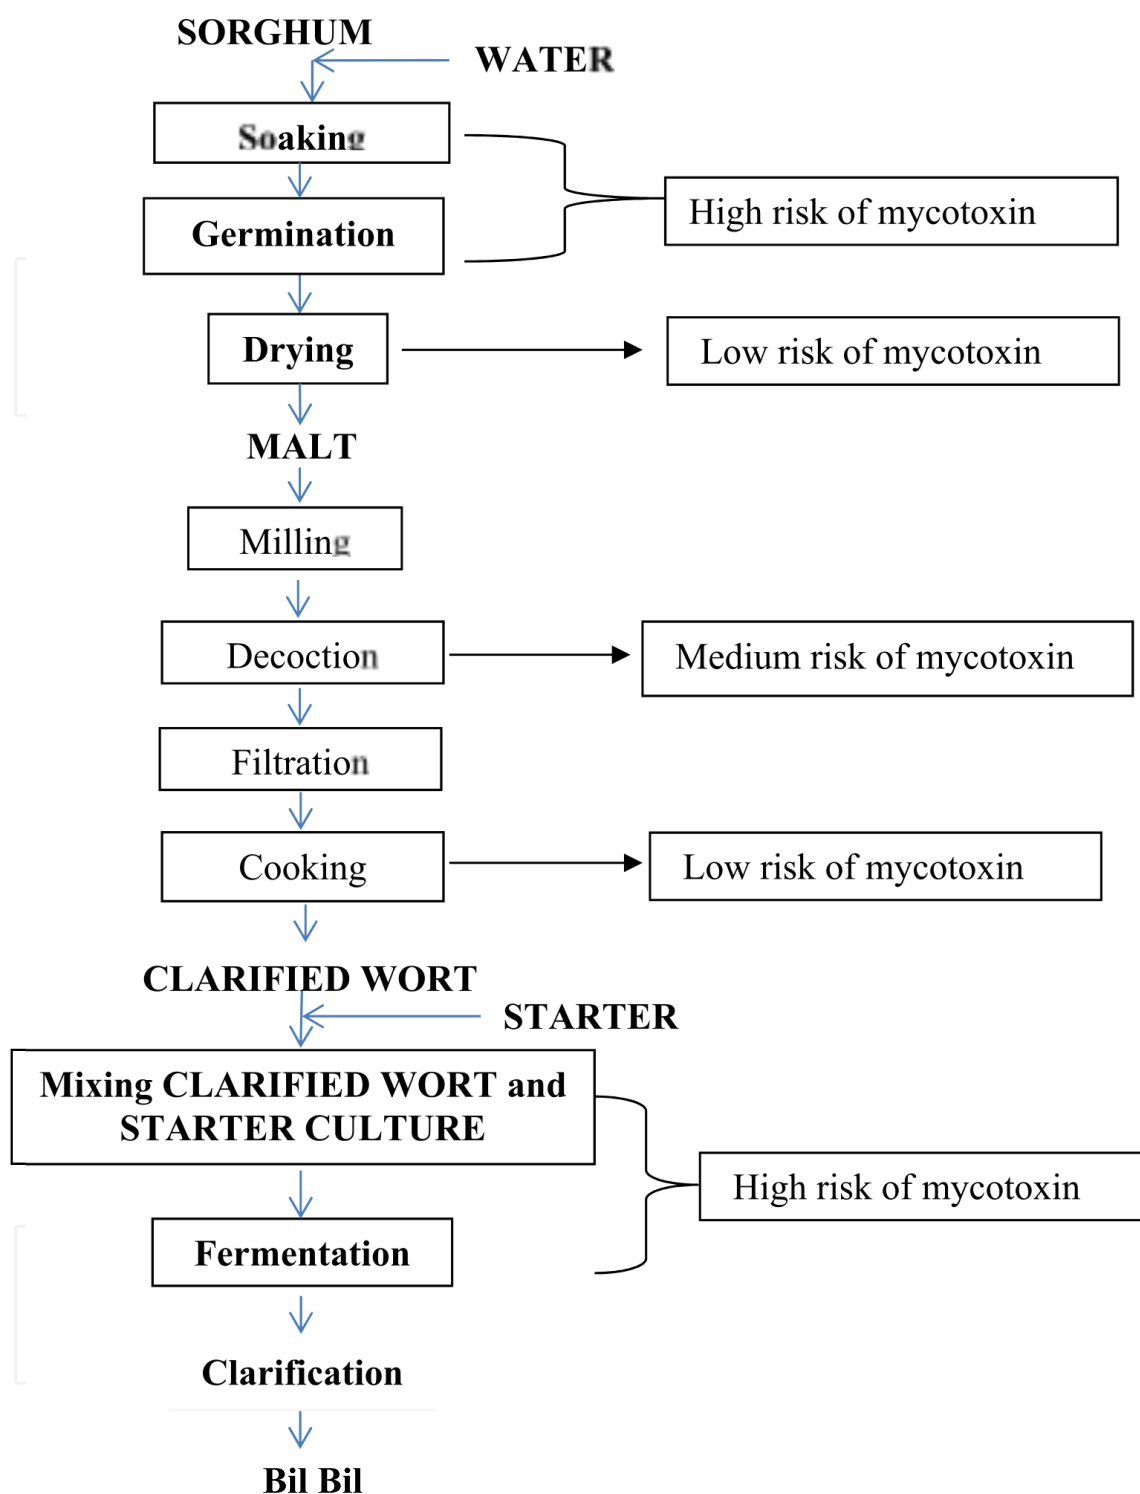 SORGHUM
WATER
Soaking
Germination
High risk of mycotoxin
Drying
Low risk of mycotoxin
MALT
Milling
Decoction
Medium risk of mycotoxin
Filtration
Cooking
Low risk of mycotoxin
CLARIFIED WORT
STARTER
Mixing CLARIFIED WORT and
STARTER CULTURE
High risk of mycotoxin
Fermentation
Clarification
Bil Bil